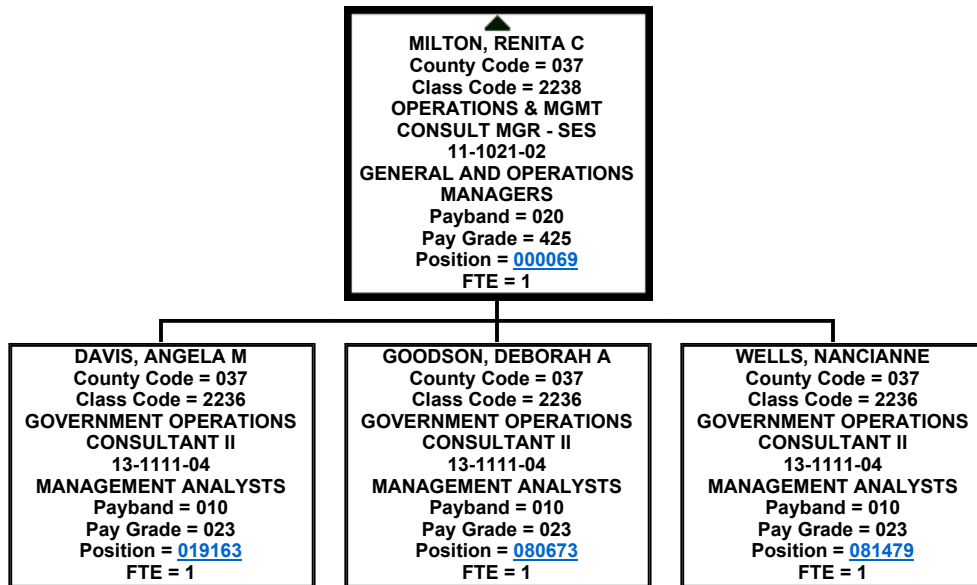 MILTON, RENITA C
County Code = 037
Class Code = 2238
OPERATIONS & MGMT
CONSULT MGR - SES
11-1021-02
GENERAL AND OPERATIONS
MANAGERS
Payband = 020
Pay Grade = 425
Position = 000069
FTE = 1
DAVIS, ANGELA M
County Code = 037
Class Code = 2236
GOVERNMENT OPERATIONS
CONSULTANT II
13-1111-04
MANAGEMENT ANALYSTS
Payband = 010
Pay Grade = 023
Position = 019163
FTE = 1
GOODSON, DEBORAH A
County Code = 037
Class Code = 2236
GOVERNMENT OPERATIONS
CONSULTANT II
13-1111-04
MANAGEMENT ANALYSTS
Payband = 010
Pay Grade = 023
Position = 080673
FTE = 1
WELLS, NANCIANNE
County Code = 037
Class Code = 2236
GOVERNMENT OPERATIONS
CONSULTANT II
13-1111-04
MANAGEMENT ANALYSTS
Payband = 010
Pay Grade = 023
Position = 081479
FTE = 1